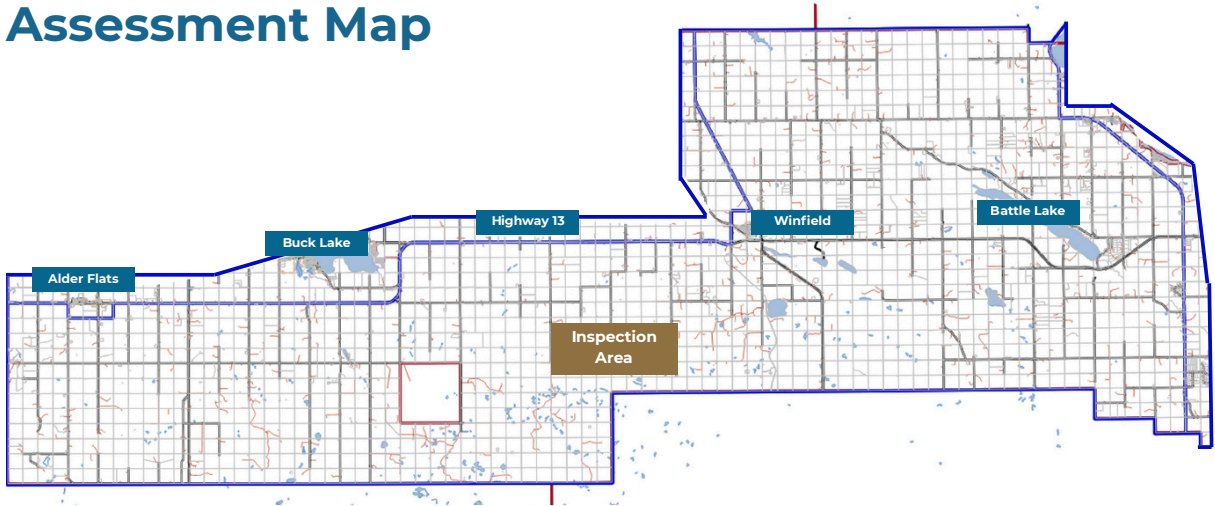 Assessment Map
Highway 13
Winfield
Battle Lake
Buck Lake
Alder Flats
Inspection
Area